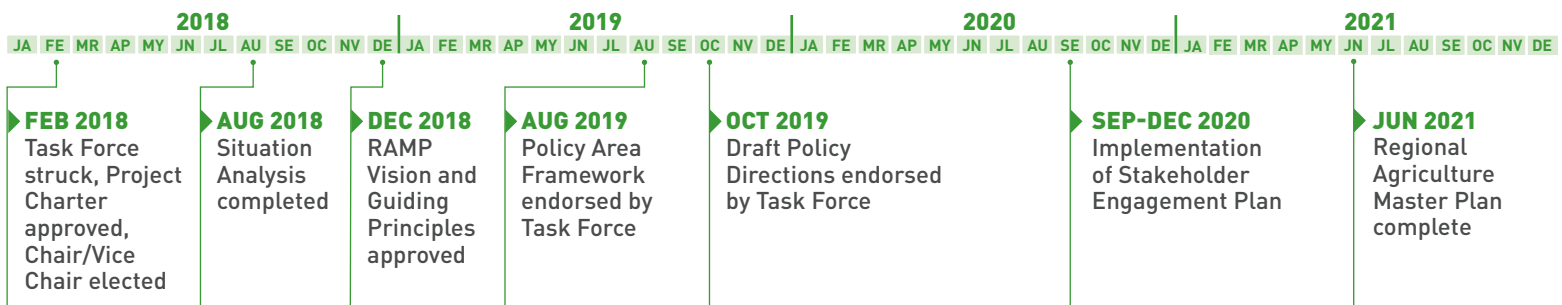 2018 2019 2020 2021
JA FE MR AP MY JN JL AU SE OC NV DE JA FE MR AP MY JN JL AU SE OC NV DE JA FE MR AP MY JN JL AU SE OC NV DE JA FE MR AP MY JN JL AU SE OC NV DE
FEB 2018
Task Force
struck, Project
Charter
approved,
Chair/Vice
Chair elected
AUG 2018
Situation
Analysis
completed
DEC 2018
RAMP
Vision and
Guiding
Principles
approved
AUG 2019
Policy Area
Framework
endorsed by
Task Force
OCT 2019
Draft Policy
Directions endorsed
by Task Force
SEP-DEC 2020
Implementation
of Stakeholder
Engagement Plan
JUN 2021
Regional
Agriculture
Master Plan
complete